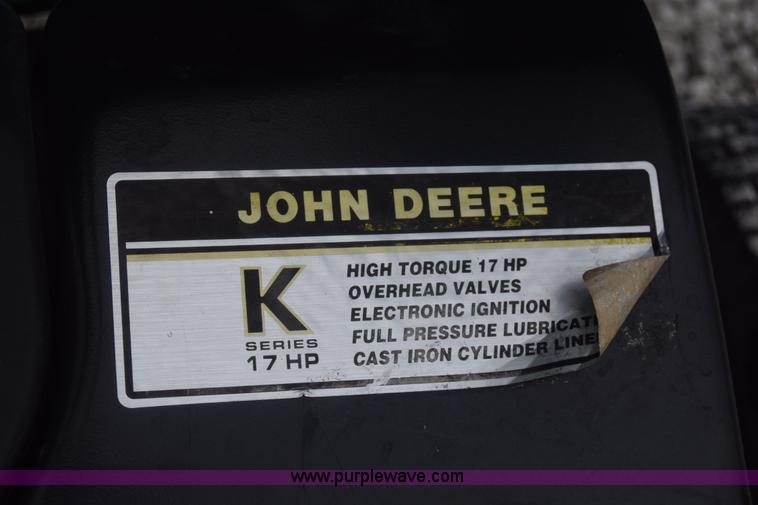 JOHN DEERE
K
SERIES
17 HP
HIGH TORQUE 17 HP
OVERHEAD VALVES
ELECTRONIC IGNITION
FULL PRESSURE LUBRICAT
CAST IRON CYLINDER LINE
www.purplewave.com